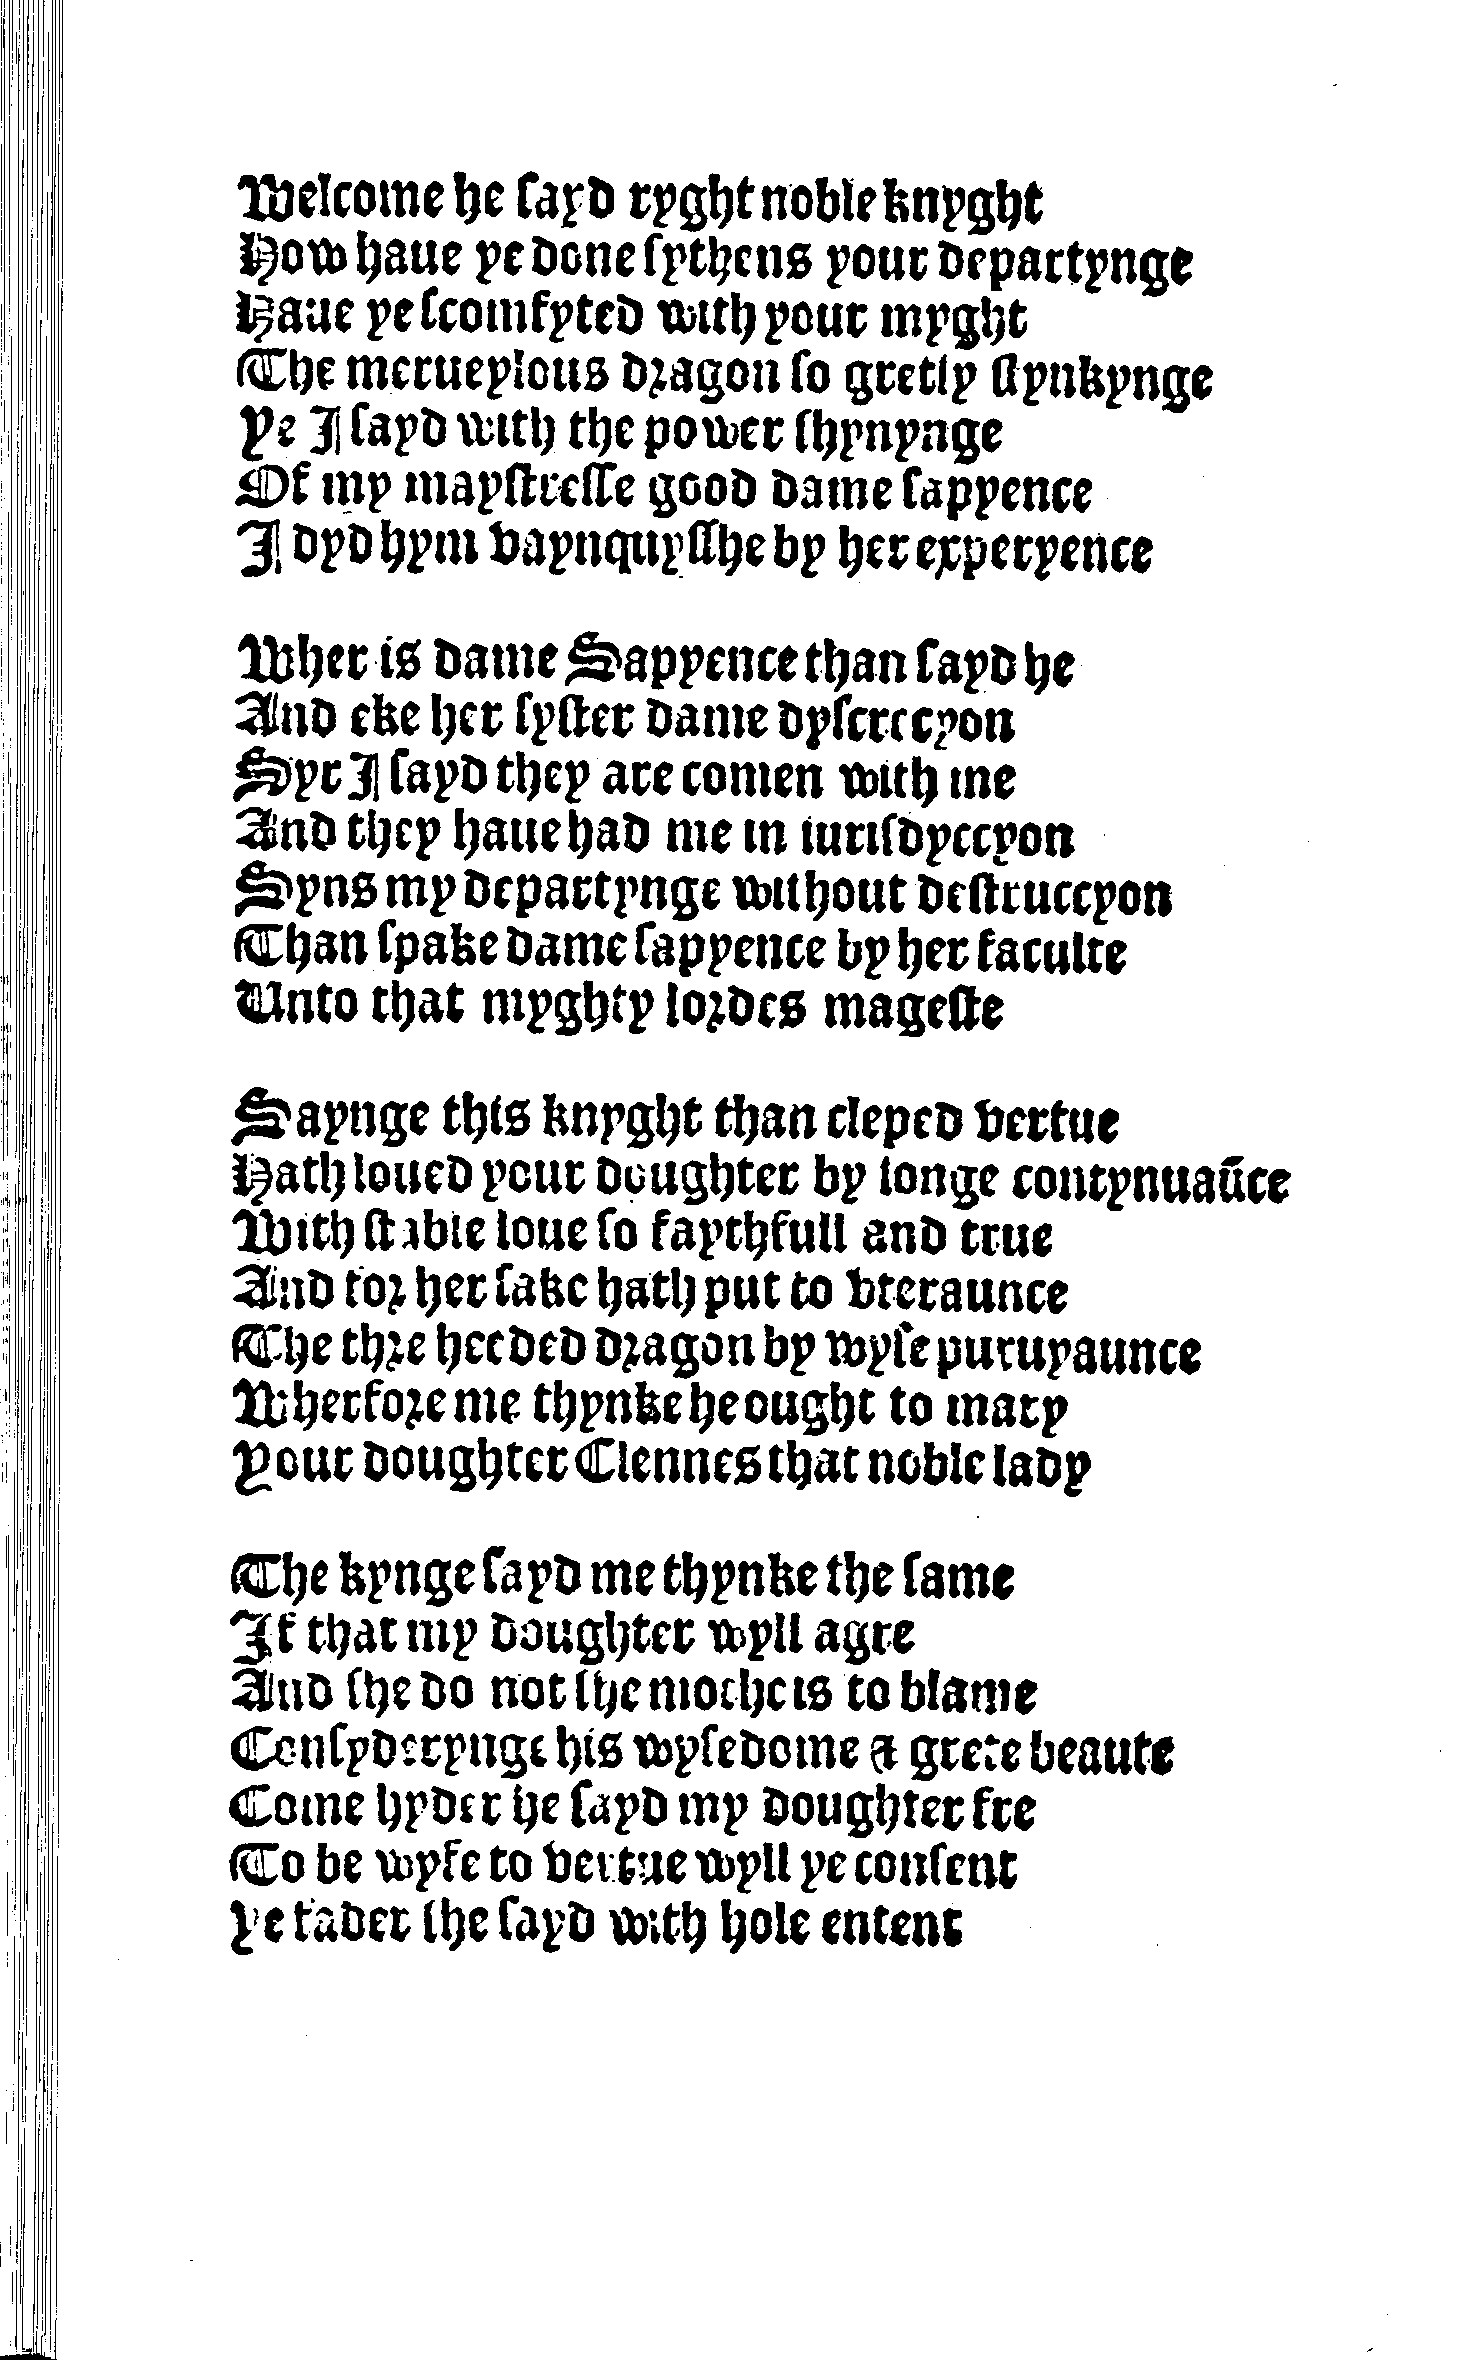 Welcome he ſayd ryght noble knyght
How haue ye done ſythens your departynge
Haue ye ſcomfyted with your myght
The merueylous dꝛagon ſo gretly ſtynkynge
Ye I ſayd with the power ſhynynge
Of my mayſtreſſe good dame ſapyence
I dyd hym vaynquyſſhe by her experyence

Wher is dame Sapyence than ſayd he
And eke her ſyſter dame dyſcrecyon
Syr I ſayd they are comen with me
And they haue had me in iuriſdyccyon
Syns my departynge without deſtruccyon
Than ſpake dame ſapyence by her faculte
Unto that myghty loꝛdes mageſte

Saynge this knyght than cleped vertue
Hath loued your doughter by longe contynuaūce
With ſtable loue ſo faythfull and true
And foꝛ her ſake hath put to vteraunce
The thꝛe heeded dꝛagon by wyſe puruyaunce
Wherfoꝛe me thynke he ought to mary
Your doughter Clennes that noble lady

The kynge ſayd me thynke the ſame
If that my doughter wyll agre
And ſhe do not ſhe moche is to blame
Conſyderynge his wyſedome & grete beaute
Come hyder he ſayd my doughter fre
To be wyfe to vertue wyll ye conſent
Ye fader ſhe ſayd with hole entent